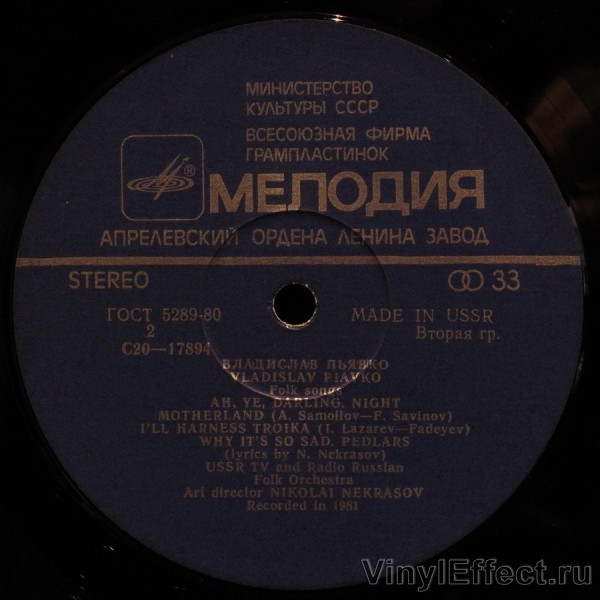 МИНИСТЕРСТВО
КУЛЬТУРЫ СССР
ВСЕСОЮЗНАЯ ФИРМА
ГРАМПЛАСТИНОК
®
МЕЛОДИЯ
АПРЕЛЕВСКИЙ ОРДЕНА ЛЕНИНА ЗАВОД
STEREO 33
ГОСТ 5289-80 MADE IN USSR
2 Вторая гр.
С20—17894
ВЛАДИСЛАВ ПЬЯВКО
VLADISLAV PIAVKO
Folk songs
AH, YE, DARLING, NIGHT
MOTHERLAND (A. Samoilov—F. Savinov)
I'LL HARNESS TROIKA (I. Lazarev—Fadeyev)
WHY IT'S SO SAD. PEDLARS
(lyrics by N. Nekrasov)
USSR TV and Radio Russian
Folk Orchestra
Art director NIKOLAI NEKRASOV
Recorded in 1981
VinylEffect.ru